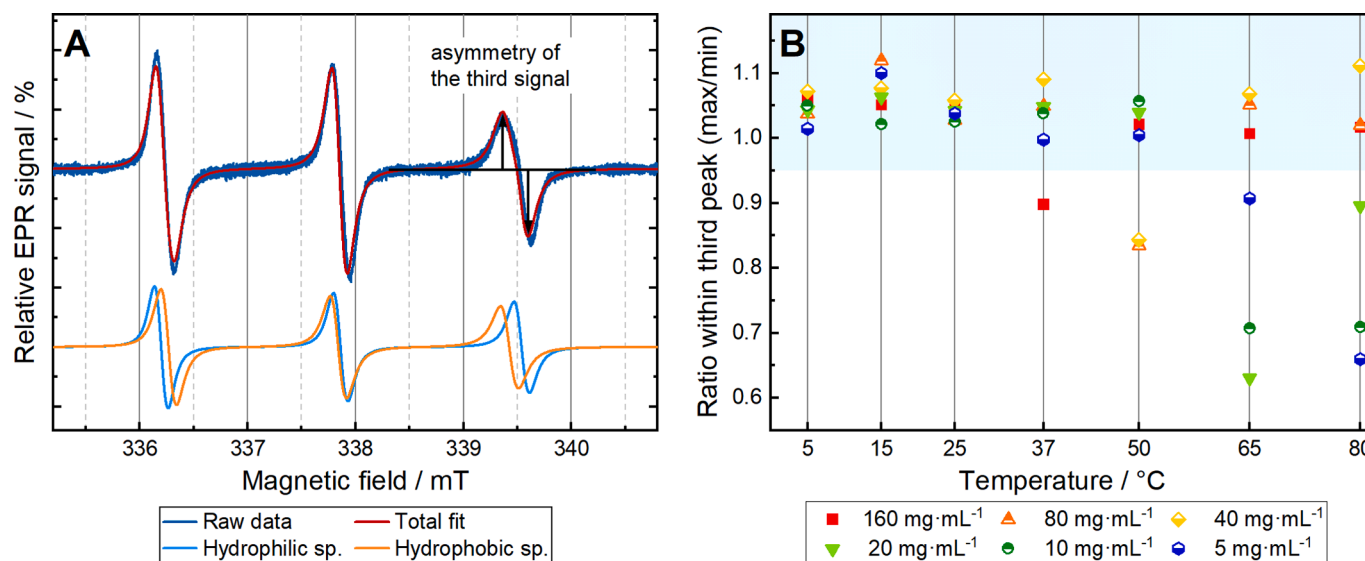 A
asymmetry of
the third signal
Relative EPR signal / %
336
337
338
339
340
Magnetic field / mT
Raw data
Total fit
Hydrophilic sp.
Hydrophobic sp.
B
Ratio within third peak (max/min)
1.1
1.0
0.9
0.8
0.7
0.6
5
15
25
37
50
65
80
Temperature / °C
160 mg·mL⁻¹
80 mg·mL⁻¹
40 mg·mL⁻¹
20 mg·mL⁻¹
10 mg·mL⁻¹
5 mg·mL⁻¹